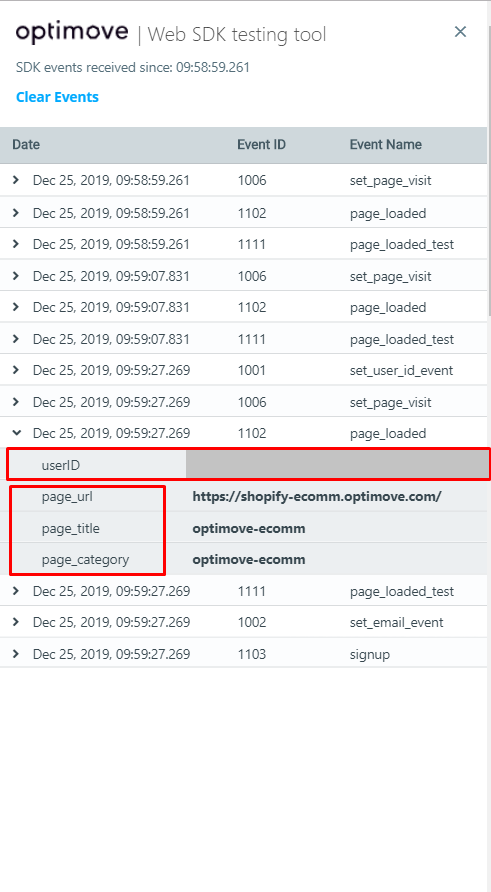 optimove | Web SDK testing tool
SDK events received since: 09:58:59.261
Clear Events
Date Event ID Event Name
Dec 25, 2019, 09:58:59.261 1006 set_page_visit
Dec 25, 2019, 09:58:59.261 1102 page_loaded
Dec 25, 2019, 09:58:59.261 1111 page_loaded_test
Dec 25, 2019, 09:59:07.831 1006 set_page_visit
Dec 25, 2019, 09:59:07.831 1102 page_loaded
Dec 25, 2019, 09:59:07.831 1111 page_loaded_test
Dec 25, 2019, 09:59:27.269 1001 set_user_id_event
Dec 25, 2019, 09:59:27.269 1006 set_page_visit
Dec 25, 2019, 09:59:27.269 1102 page_loaded
userID
page_url https://shopify-ecomm.optimove.com/
page_title optimove-ecomm
page_category optimove-ecomm
Dec 25, 2019, 09:59:27.269 1111 page_loaded_test
Dec 25, 2019, 09:59:27.269 1002 set_email_event
Dec 25, 2019, 09:59:27.269 1103 signup